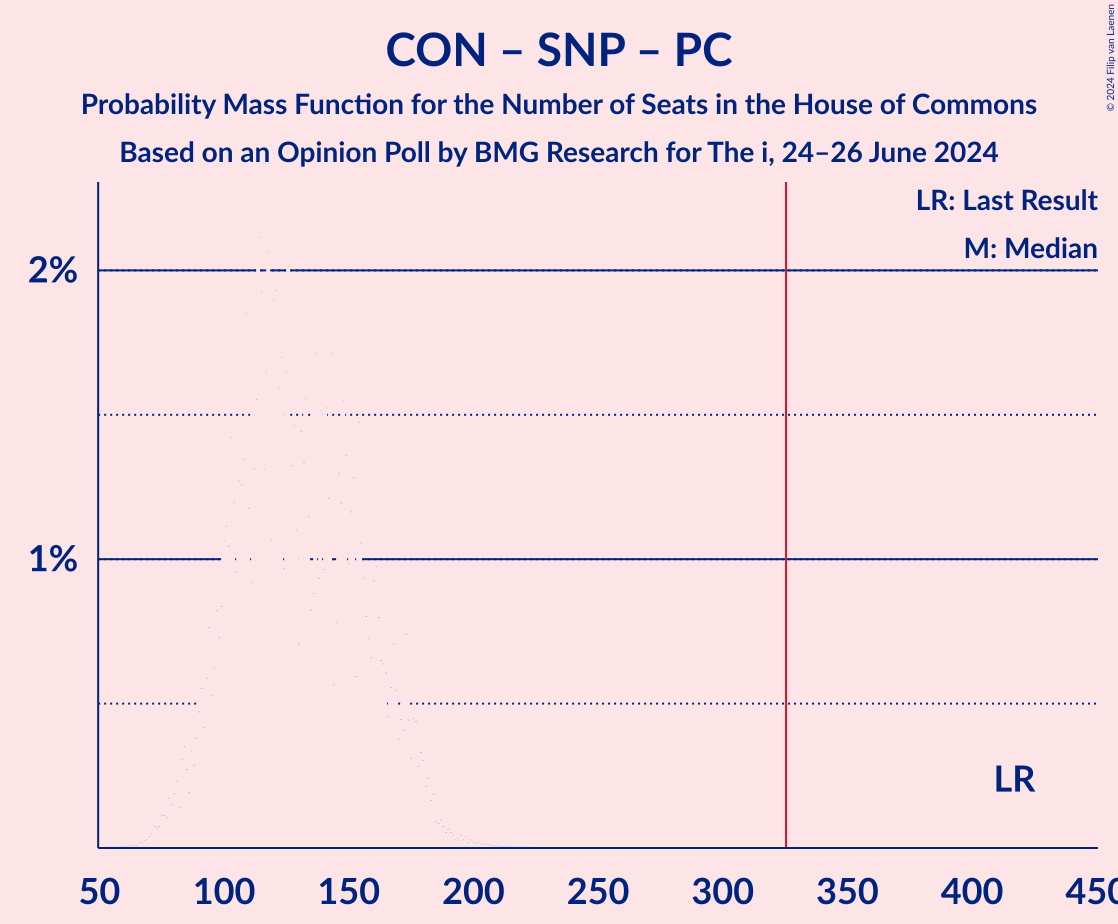 CON – SNP – PC
Probability Mass Function for the Number of Seats in the House of Commons
Based on an Opinion Poll by BMG Research for The i, 24–26 June 2024
© 2024 Filip van Laenen
LR: Last Result
M: Median
2%
1%
LR
50 100 150 200 250 300 350 400 450